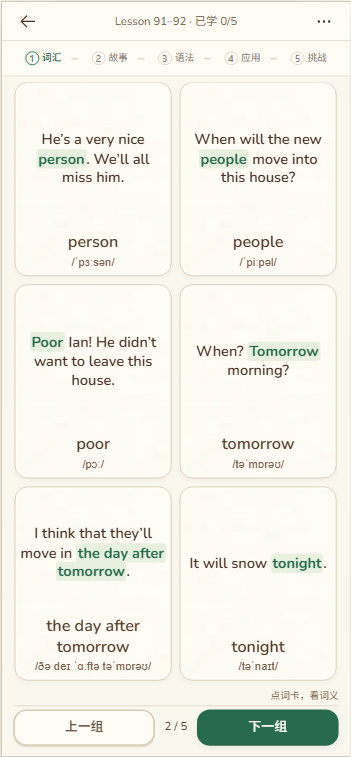 Lesson 91–92 · 已学 0/5
1 词汇 – 2 故事 – 3 语法 – 4 应用 – 5 挑战
He's a very nice
person. We'll all
miss him.
person
/ˈpɜːsən/
When will the new
people move into
this house?
people
/ˈpiːpəl/
Poor Ian! He didn't
want to leave this
house.
poor
/pɔː/
When? Tomorrow
morning?
tomorrow
/təˈmɒrəʊ/
I think that they'll
move in the day after
tomorrow.
the day after
tomorrow
/ðə deɪ ˈɑːftə təˈmɒrəʊ/
It will snow tonight.
tonight
/təˈnaɪt/
点词卡，看词义
上一组
2 / 5
下一组